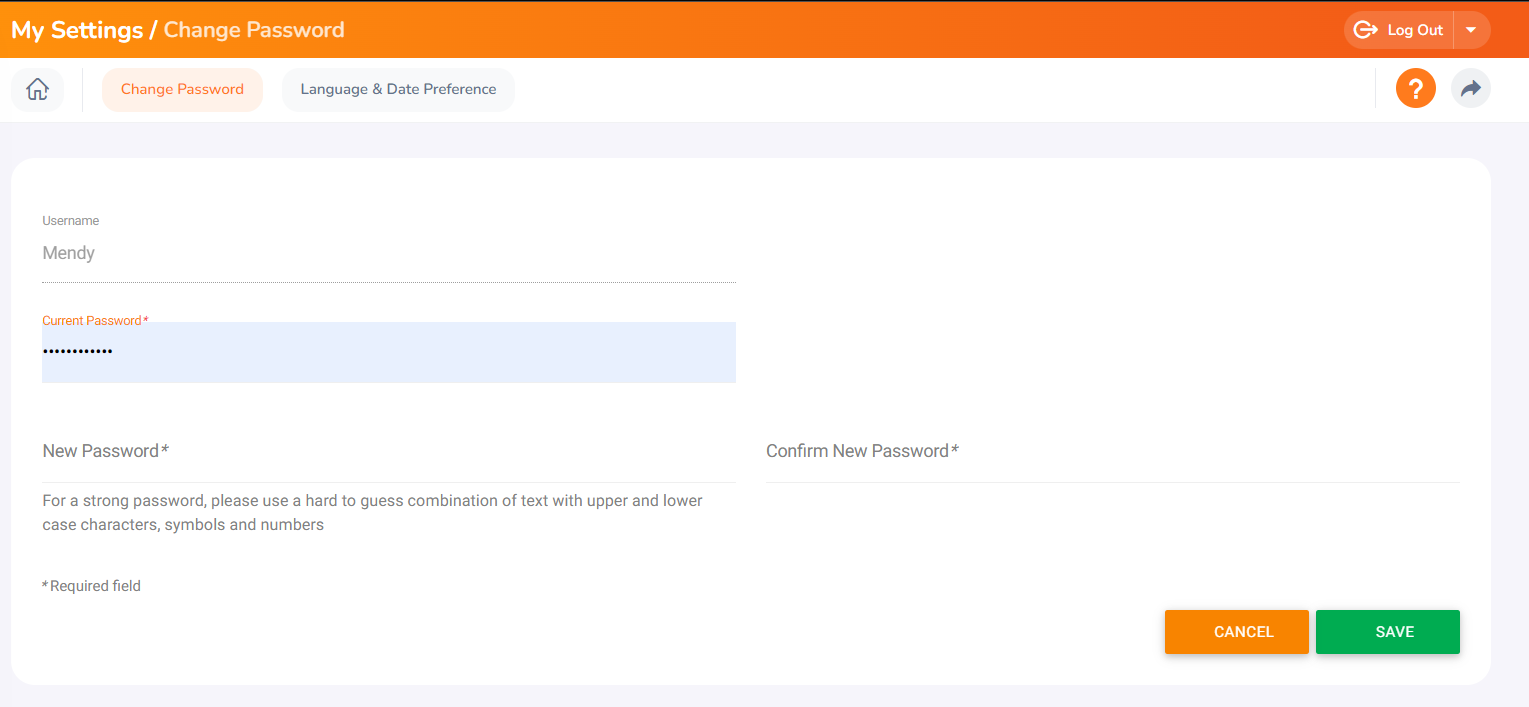 My Settings / Change Password
Log Out
Change Password
Language & Date Preference
?
Username
Mendy
Current Password*
••••••••••••
New Password*
Confirm New Password*
For a strong password, please use a hard to guess combination of text with upper and lower
case characters, symbols and numbers
* Required field
CANCEL
SAVE